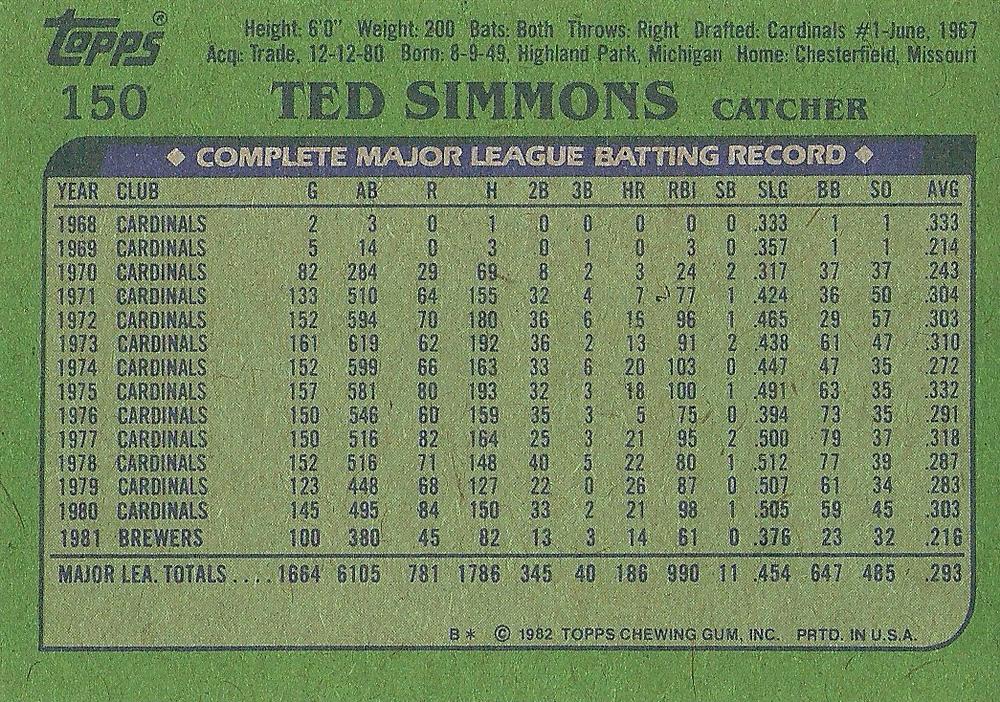 Topps® Height: 6'0" Weight: 200 Bats: Both Throws: Right Drafted: Cardinals #1-June, 1967
Acq: Trade, 12-12-80 Born: 8-9-49, Highland Park, Michigan Home: Chesterfield, Missouri
150 TED SIMMONS CATCHER
◆ COMPLETE MAJOR LEAGUE BATTING RECORD ◆
YEAR CLUB G AB R H 2B 3B HR RBI SB SLG BB SO AVG
1968 CARDINALS 2 3 0 1 0 0 0 0 0 .333 1 1 .333
1969 CARDINALS 5 14 0 3 0 1 0 3 0 .357 1 1 .214
1970 CARDINALS 82 284 29 69 8 2 3 24 2 .317 37 37 .243
1971 CARDINALS 133 510 64 155 32 4 7 77 1 .424 36 50 .304
1972 CARDINALS 152 594 70 180 36 6 15 96 1 .465 29 57 .303
1973 CARDINALS 161 619 62 192 36 2 13 91 2 .438 61 47 .310
1974 CARDINALS 152 599 66 163 33 6 20 103 0 .447 47 35 .272
1975 CARDINALS 157 581 80 193 32 3 18 100 1 .491 63 35 .332
1976 CARDINALS 150 546 60 159 35 3 5 75 0 .394 73 35 .291
1977 CARDINALS 150 516 82 164 25 3 21 95 2 .500 79 37 .318
1978 CARDINALS 152 516 71 148 40 5 22 80 1 .512 77 39 .287
1979 CARDINALS 123 448 68 127 22 0 26 87 0 .507 61 34 .283
1980 CARDINALS 145 495 84 150 33 2 21 98 1 .505 59 45 .303
1981 BREWERS 100 380 45 82 13 3 14 61 0 .376 23 32 .216
MAJOR LEA. TOTALS .... 1664 6105 781 1786 345 40 186 990 11 .454 647 485 .293
B* © 1982 TOPPS CHEWING GUM, INC. PRTD. IN U.S.A.